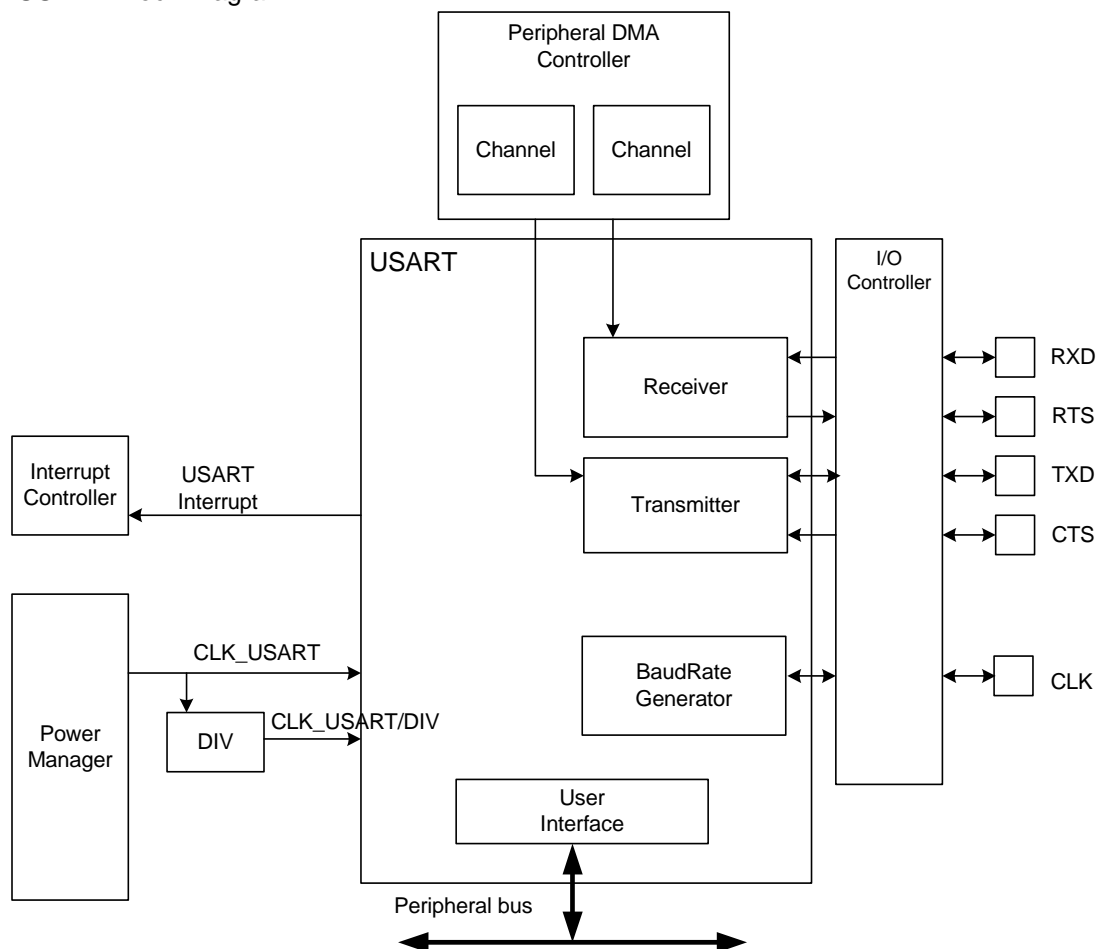 Peripheral DMA
Controller
Channel
Channel
USART
I/O
Controller
Receiver
RXD
RTS
Interrupt
Controller
USART
Interrupt
Transmitter
TXD
CTS
CLK_USART
BaudRate
Generator
CLK
Power
Manager
DIV
CLK_USART/DIV
User
Interface
Peripheral bus